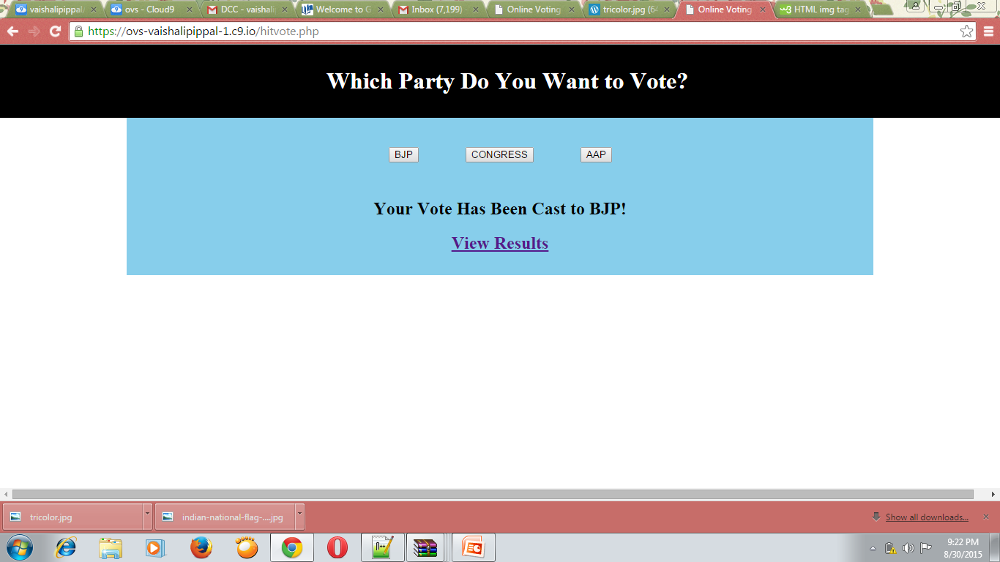 vaishalipippal/
ovs - Cloud9
DCC - vaishali
Welcome to G
Inbox (7,199)
Online Voting
tricolor.jpg (64
Online Voting
HTML img tag
https://ovs-vaishalipippal-1.c9.io/hitvote.php
Which Party Do You Want to Vote?
BJP CONGRESS AAP
Your Vote Has Been Cast to BJP!
View Results
tricolor.jpg
indian-national-flag-....jpg
Show all downloads...
9:22 PM
8/30/2015